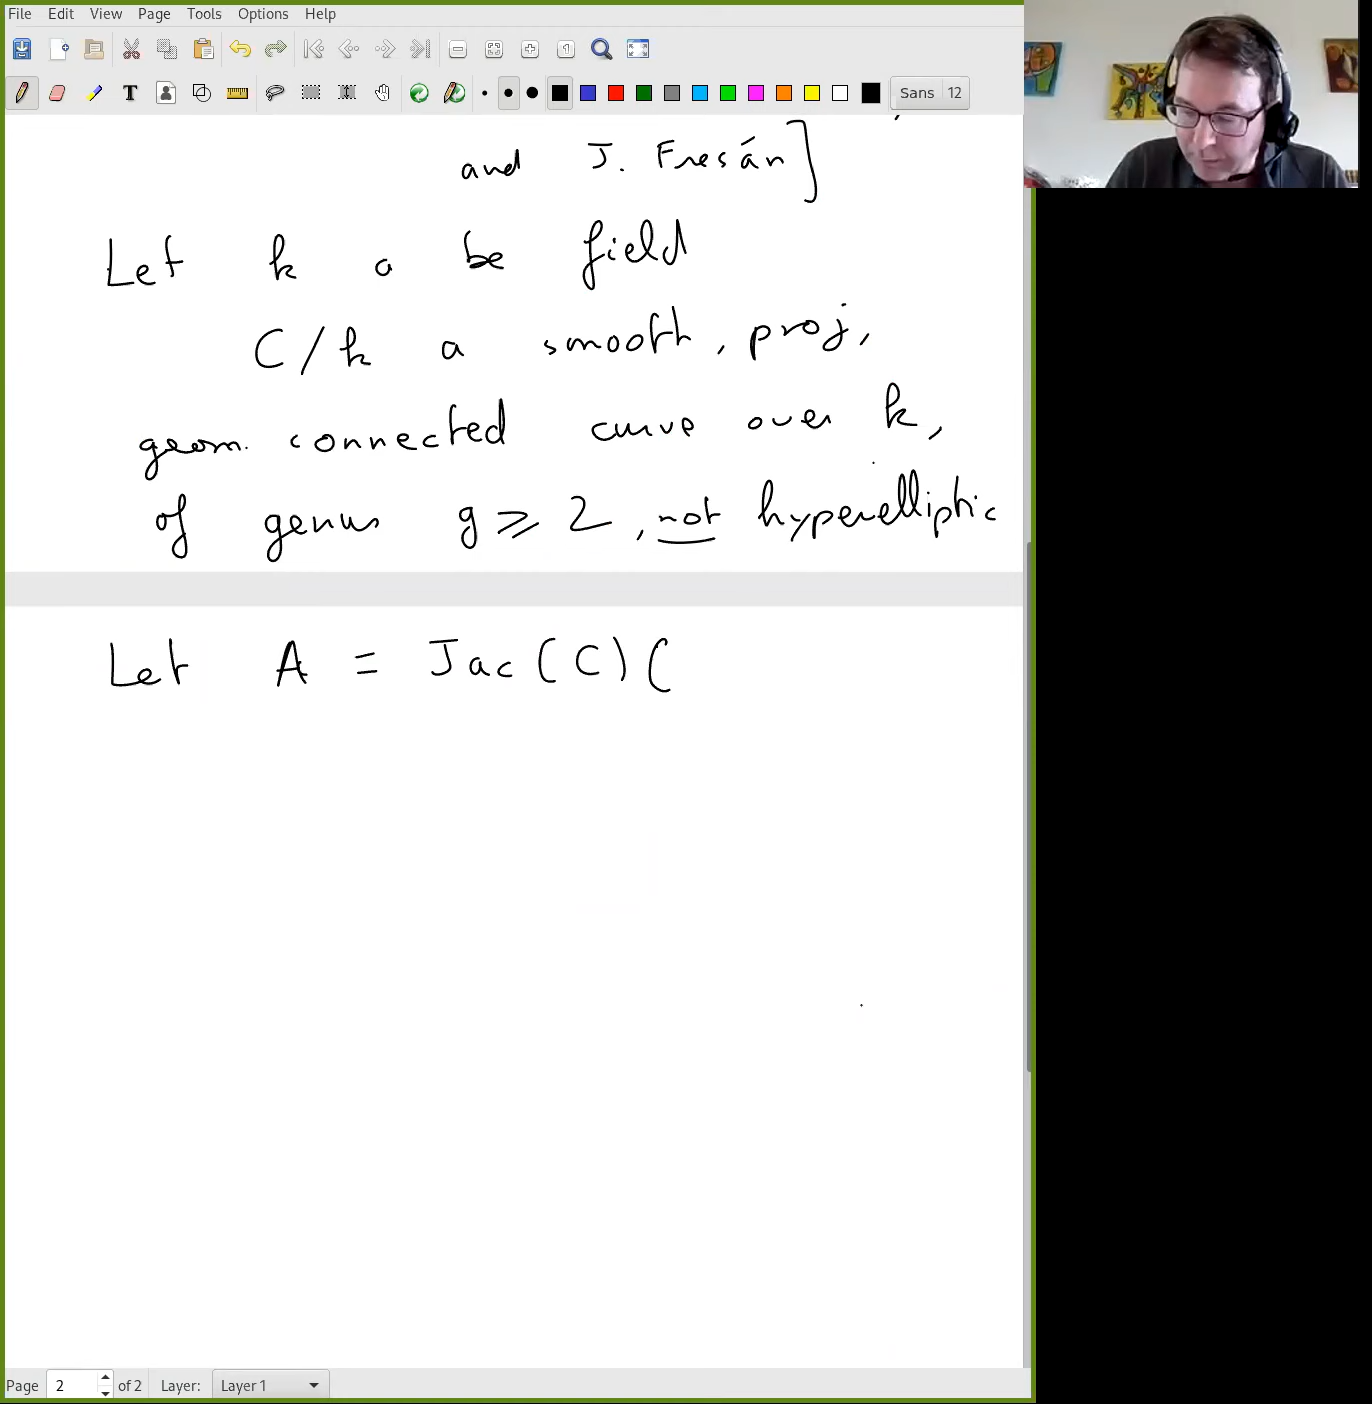 File Edit View Page Tools Options Help
Sans 12
and J. Fresán]
Let k a be field
C/k a smooth, proj,
geom. connected curve over k,
of genus g ⩾ 2, not hyperelliptic
Let A = Jac(C)(
Page 2 of 2 Layer: Layer 1